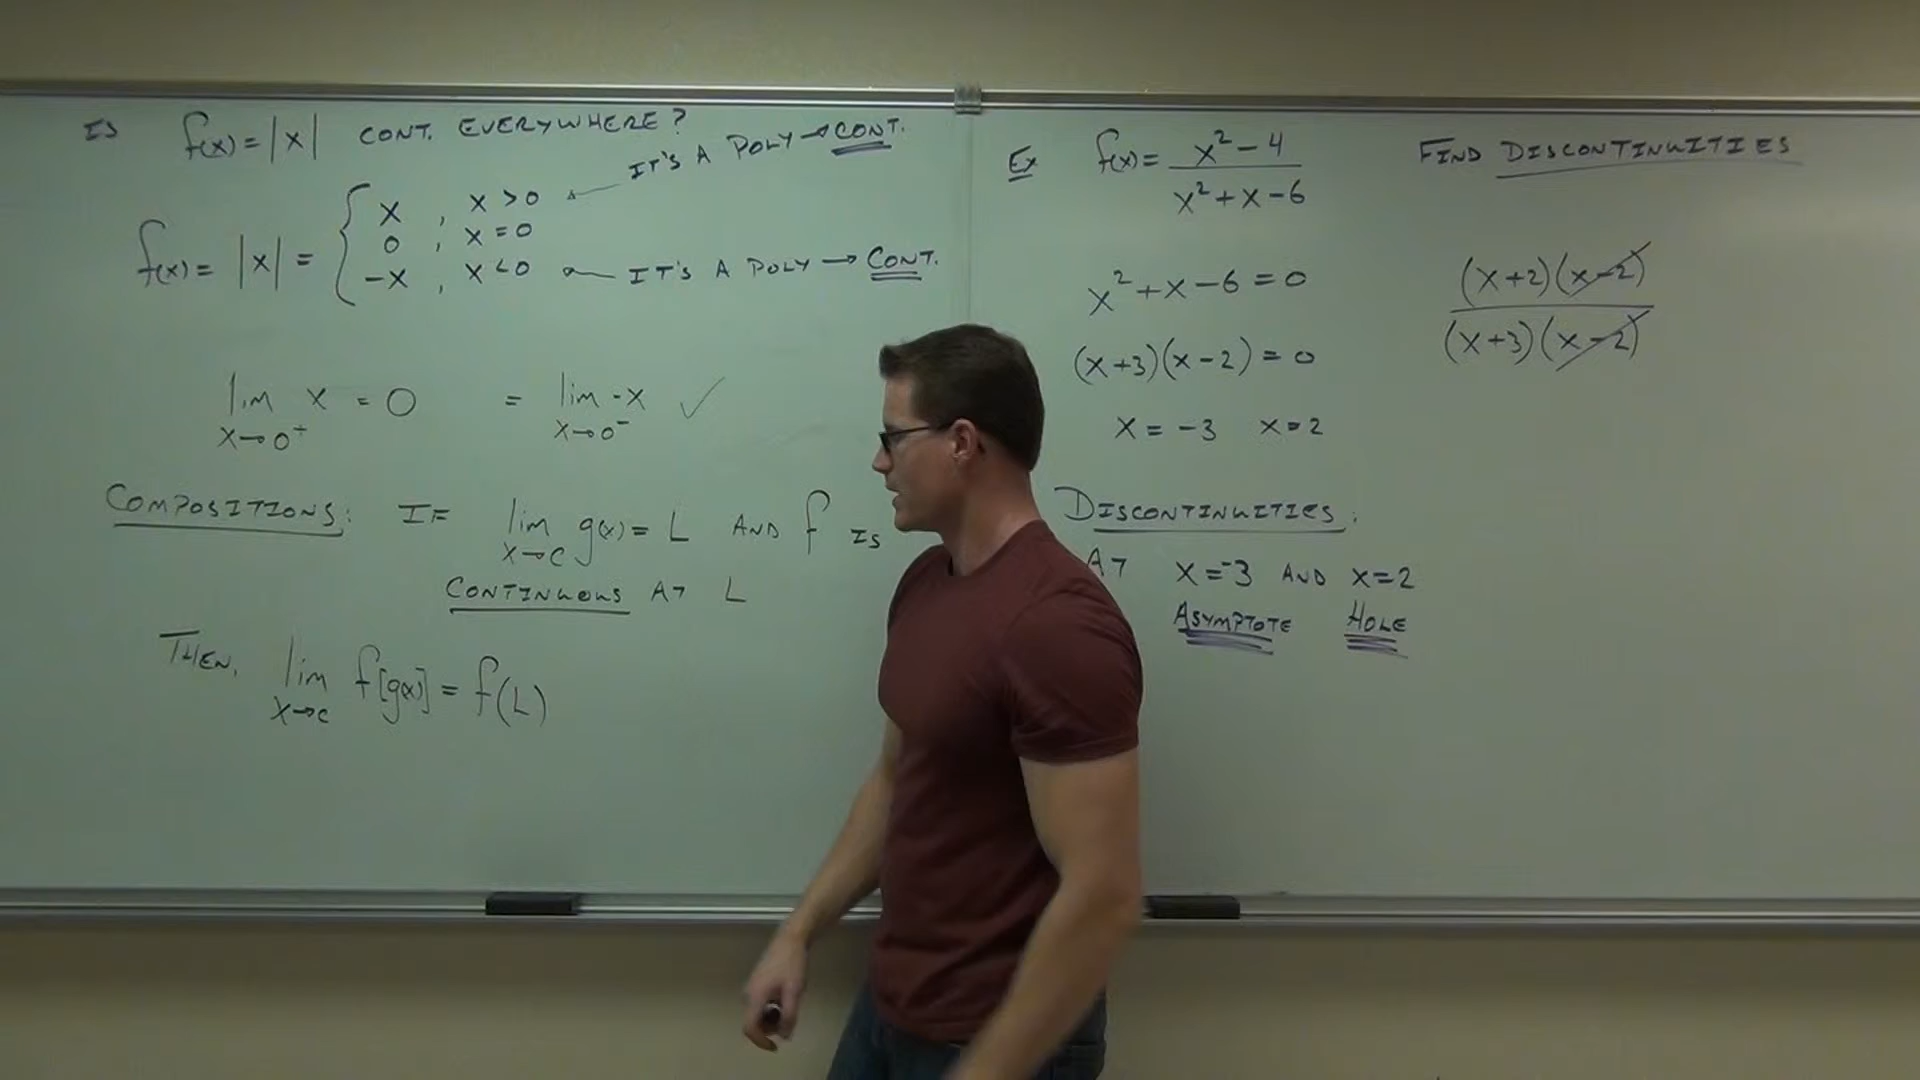 Is f(x) = |x| CONT. EVERYWHERE?
IT'S A POLY → CONT.
f(x) = |x| = { x , x > 0
0 , x = 0
-x , x < 0
IT'S A POLY → CONT.
lim x→0⁺ x = 0 = lim x→0⁻ -x ✓
COMPOSITIONS: IF lim x→c g(x) = L AND f IS
CONTINUOUS AT L
THEN, lim x→c f[g(x)] = f(L)
Ex f(x) = (x² - 4)/(x² + x - 6) FIND DISCONTINUITIES
x² + x - 6 = 0
(x+3)(x-2) = 0
x = -3 x = 2
(x+2)(x-2)
(x+3)(x-2)
DISCONTINUITIES:
AT x = -3 AND x = 2
ASYMPTOTE HOLE